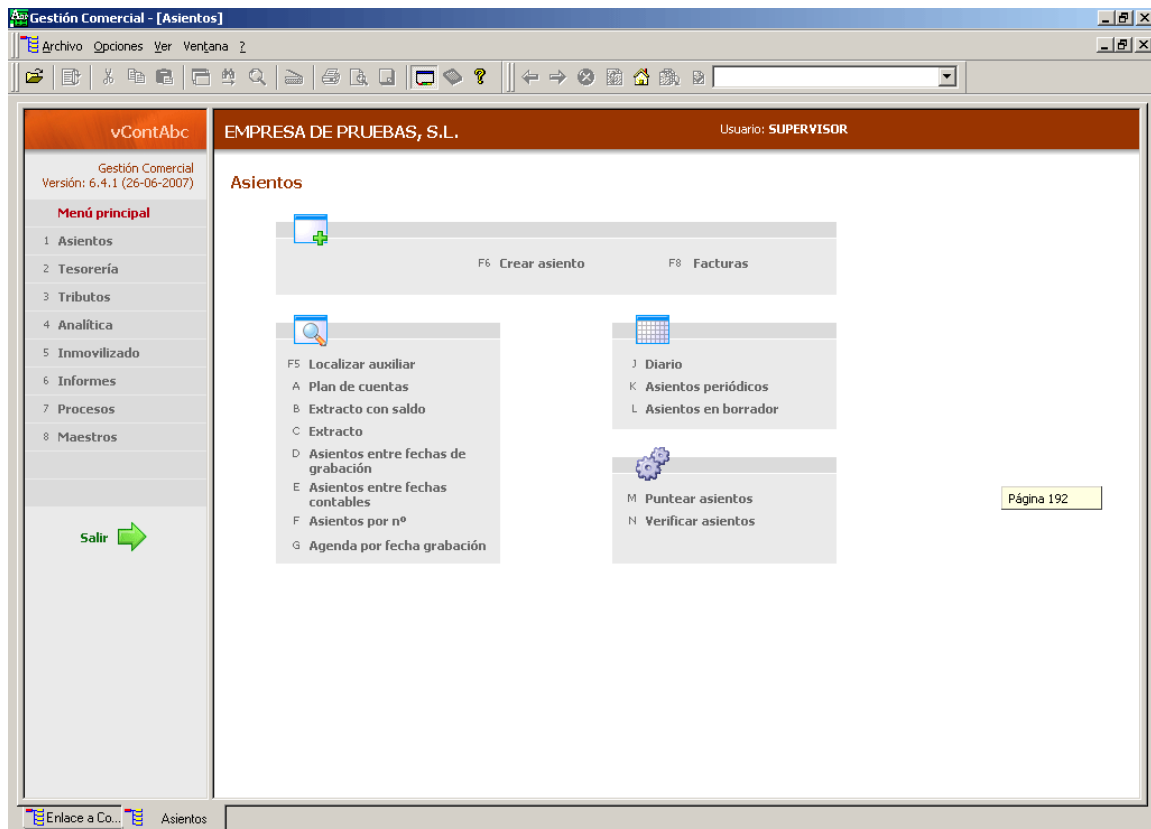 Gestión Comercial - [Asientos]
Archivo Opciones Ver Ventana ?
vContAbc
EMPRESA DE PRUEBAS, S.L.
Usuario: SUPERVISOR
Gestión Comercial
Versión: 6.4.1 (26-06-2007)
Menú principal
1 Asientos
2 Tesorería
3 Tributos
4 Analítica
5 Inmovilizado
6 Informes
7 Procesos
8 Maestros
Salir
Asientos
F6 Crear asiento
F8 Facturas
F5 Localizar auxiliar
A Plan de cuentas
B Extracto con saldo
C Extracto
D Asientos entre fechas de
grabación
E Asientos entre fechas
contables
F Asientos por nº
G Agenda por fecha grabación
J Diario
K Asientos periódicos
L Asientos en borrador
M Puntear asientos
N Verificar asientos
Página 192
Enlace a Co...
Asientos